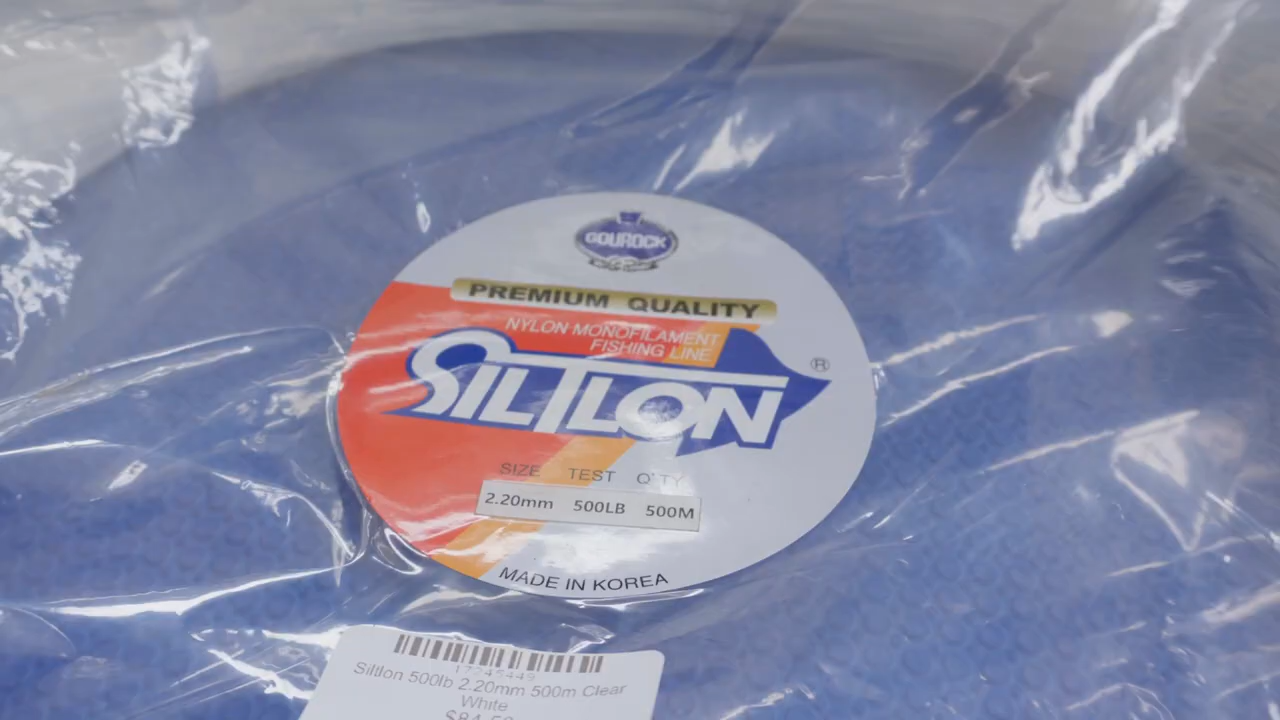 GOUROCK
PREMIUM QUALITY
NYLON MONOFILAMENT
FISHING LINE
SILTLON ®
SIZE TEST Q'TY
2.20mm 500LB 500M
MADE IN KOREA
Siltlon 500lb 2.20mm 500m Clear
White